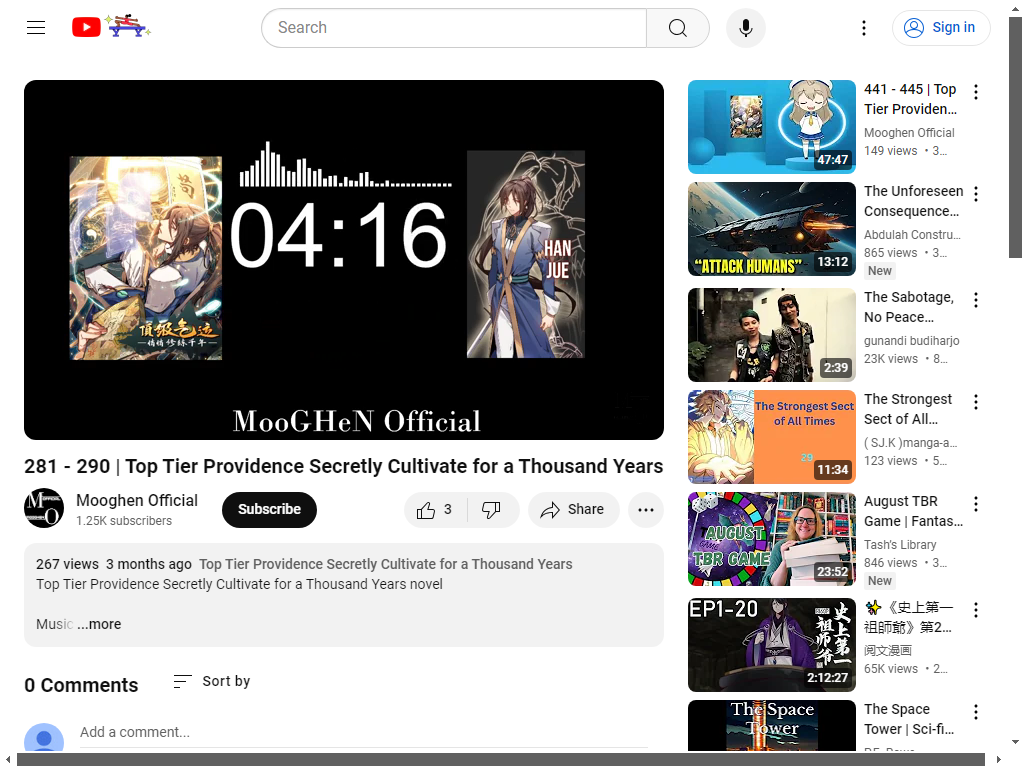 Search
Sign in
04:16
HAN
JUE
頂級氣運
悄悄修練千年
MooGHeN Official
281 - 290 | Top Tier Providence Secretly Cultivate for a Thousand Years
Mooghen Official
1.25K subscribers
Subscribe
3
Share
267 views 3 months ago Top Tier Providence Secretly Cultivate for a Thousand Years
Top Tier Providence Secretly Cultivate for a Thousand Years novel
Music ...more
0 Comments
Sort by
Add a comment...
47:47
441 - 445 | Top
Tier Providen...
Mooghen Official
149 views • 3...
"ATTACK HUMANS"
13:12
The Unforeseen
Consequence...
Abdulah Constru...
865 views • 3...
New
2:39
The Sabotage,
No Peace...
gunandi budiharjo
23K views • 8...
The Strongest Sect
of All Times
29
11:34
The Strongest
Sect of All...
( SJ.K )manga-a...
123 views • 5...
AUGUST
TBR GAME
23:52
August TBR
Game | Fantas...
Tash's Library
846 views • 3...
New
EP1-20
史上第一
祖师爷
2:12:27
✨《史上第一
祖師爺》第2...
阅文漫画
65K views • 2...
The Space
Tower
The Space
Tower | Sci-fi...